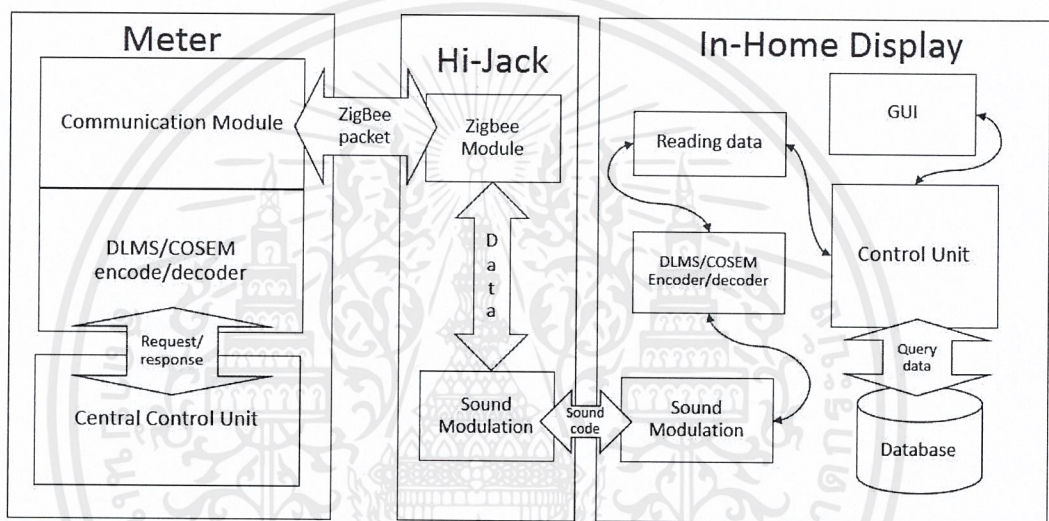 Meter
Communication Module
DLMS/COSEM
encode/decoder
Request/
response
Central Control Unit
ZigBee
packet
Hi-Jack
Zigbee
Module
Data
Sound
Modulation
Sound
code
In-Home Display
Reading data
DLMS/COSEM
Encoder/decoder
Sound
Modulation
GUI
Control Unit
Query
data
Database